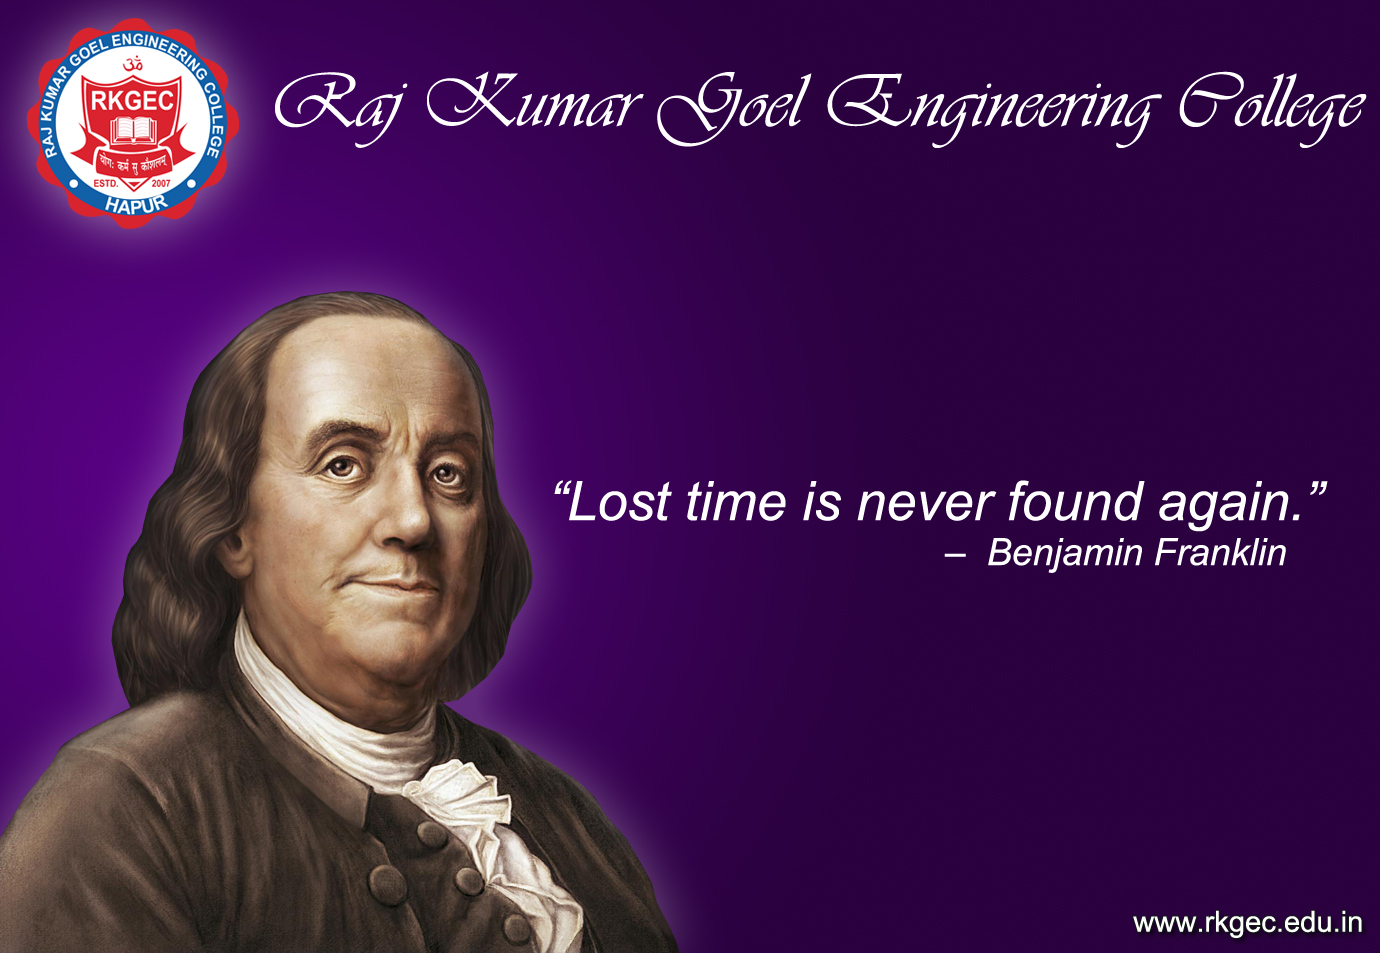 RAJ KUMAR GOEL ENGINEERING COLLEGE
ॐ
RKGEC
योगः कर्म सु कौशलम्
ESTD. 2007
HAPUR
Raj Kumar Goel Engineering College
“Lost time is never found again.”
– Benjamin Franklin
www.rkgec.edu.in